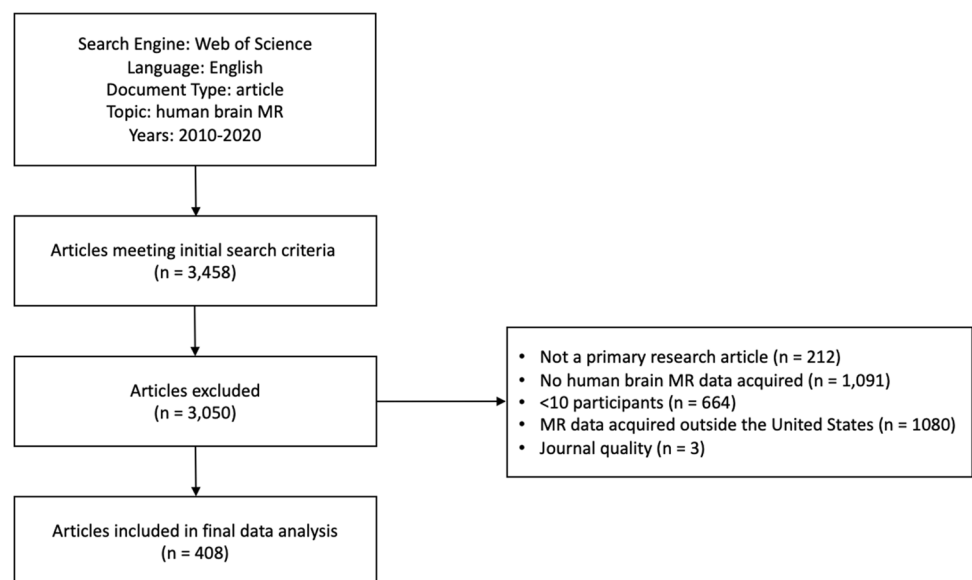 Search Engine: Web of Science
Language: English
Document Type: article
Topic: human brain MR
Years: 2010-2020
Articles meeting initial search criteria
(n = 3,458)
Articles excluded
(n = 3,050)
• Not a primary research article (n = 212)
• No human brain MR data acquired (n = 1,091)
• <10 participants (n = 664)
• MR data acquired outside the United States (n = 1080)
• Journal quality (n = 3)
Articles included in final data analysis
(n = 408)